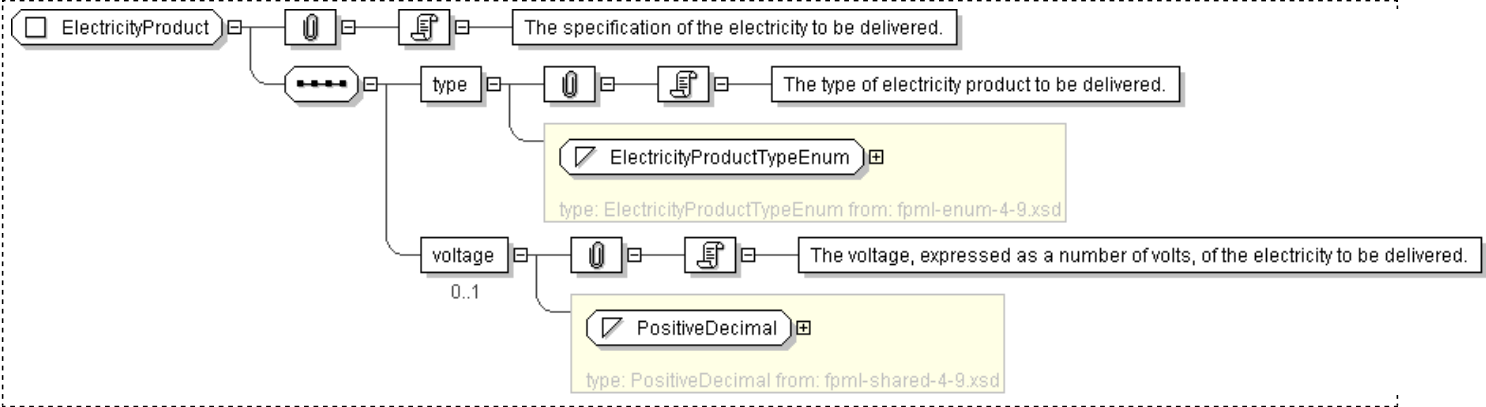 ElectricityProduct
The specification of the electricity to be delivered.
type
The type of electricity product to be delivered.
ElectricityProductTypeEnum
type: ElectricityProductTypeEnum from: fpml-enum-4-9.xsd
voltage
The voltage, expressed as a number of volts, of the electricity to be delivered.
0..1
PositiveDecimal
type: PositiveDecimal from: fpml-shared-4-9.xsd